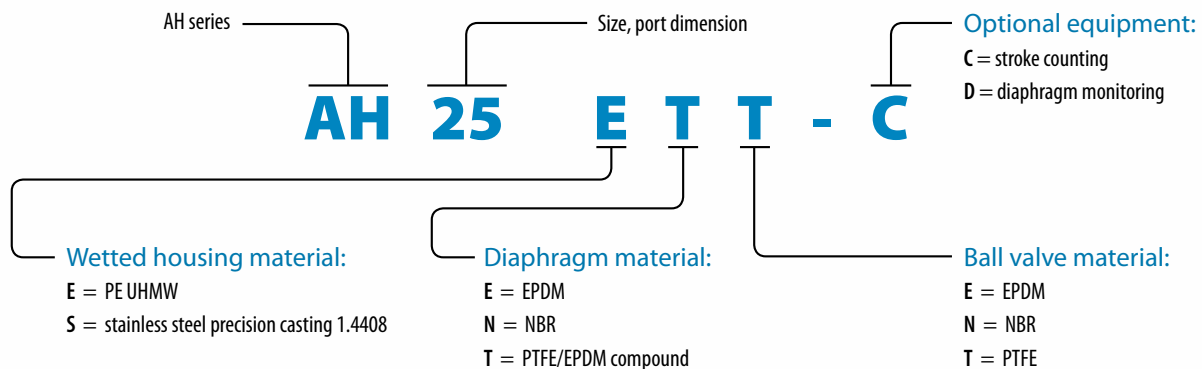 AH series
Size, port dimension
Optional equipment:
C = stroke counting
D = diaphragm monitoring
AH 25 E T T - C
Wetted housing material:
E = PE UHMW
S = stainless steel precision casting 1.4408
Diaphragm material:
E = EPDM
N = NBR
T = PTFE/EPDM compound
Ball valve material:
E = EPDM
N = NBR
T = PTFE